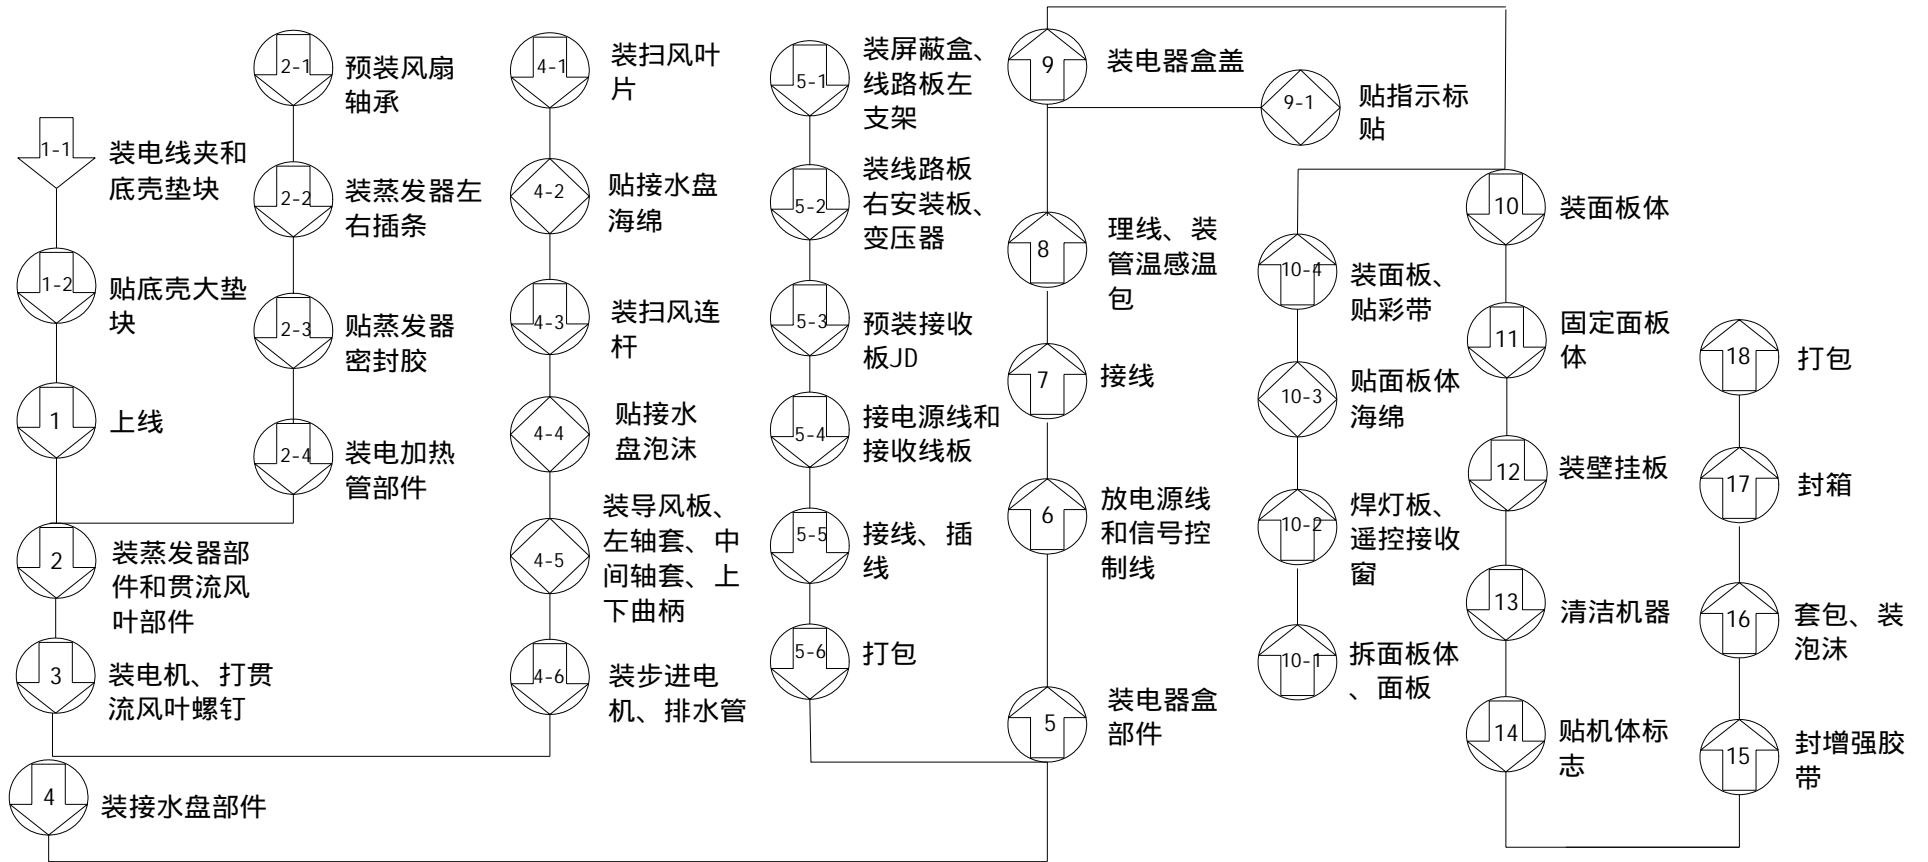 1-1
装电线夹和
底壳垫块
1-2
贴底壳大垫
块
1
上线
2
装蒸发器部
件和贯流风
叶部件
3
装电机、打贯
流风叶螺钉
4
装接水盘部件
2-1
预装风扇
轴承
2-2
装蒸发器左
右插条
2-3
贴蒸发器
密封胶
2-4
装电加热
管部件
4-1
装扫风叶
片
4-2
贴接水盘
海绵
4-3
装扫风连
杆
4-4
贴接水
盘泡沫
4-5
装导风板、
左轴套、中
间轴套、上
下曲柄
4-6
装步进电
机、排水管
5-1
装屏蔽盒、
线路板左
支架
5-2
装线路板
右安装板、
变压器
5-3
预装接收
板JD
5-4
接电源线和
接收线板
5-5
接线、插
线
5-6
打包
9
装电器盒盖
9-1
贴指示标
贴
8
理线、装
管温感温
包
7
接线
6
放电源线
和信号控
制线
5
装电器盒
部件
10-4
装面板、
贴彩带
10-3
贴面板体
海绵
10-2
焊灯板、
遥控接收
窗
10-1
拆面板体
、面板
10
装面板体
11
固定面板
体
12
装壁挂板
13
清洁机器
14
贴机体标
志
18
打包
17
封箱
16
套包、装
泡沫
15
封增强胶
带